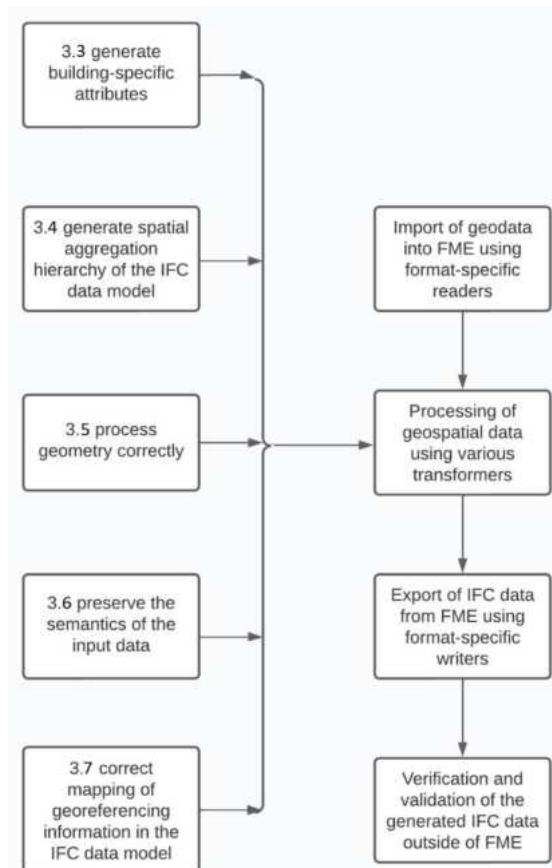 3.3 generate
building-specific
attributes
3.4 generate spatial
aggregation
hierarchy of the IFC
data model
3.5 process
geometry correctly
3.6 preserve the
semantics of the
input data
3.7 correct
mapping of
georeferencing
information in the
IFC data model
Import of geodata
into FME using
format-specific
readers
Processing of
geospatial data
using various
transformers
Export of IFC data
from FME using
format-specific
writers
Verification and
validation of the
generated IFC data
outside of FME